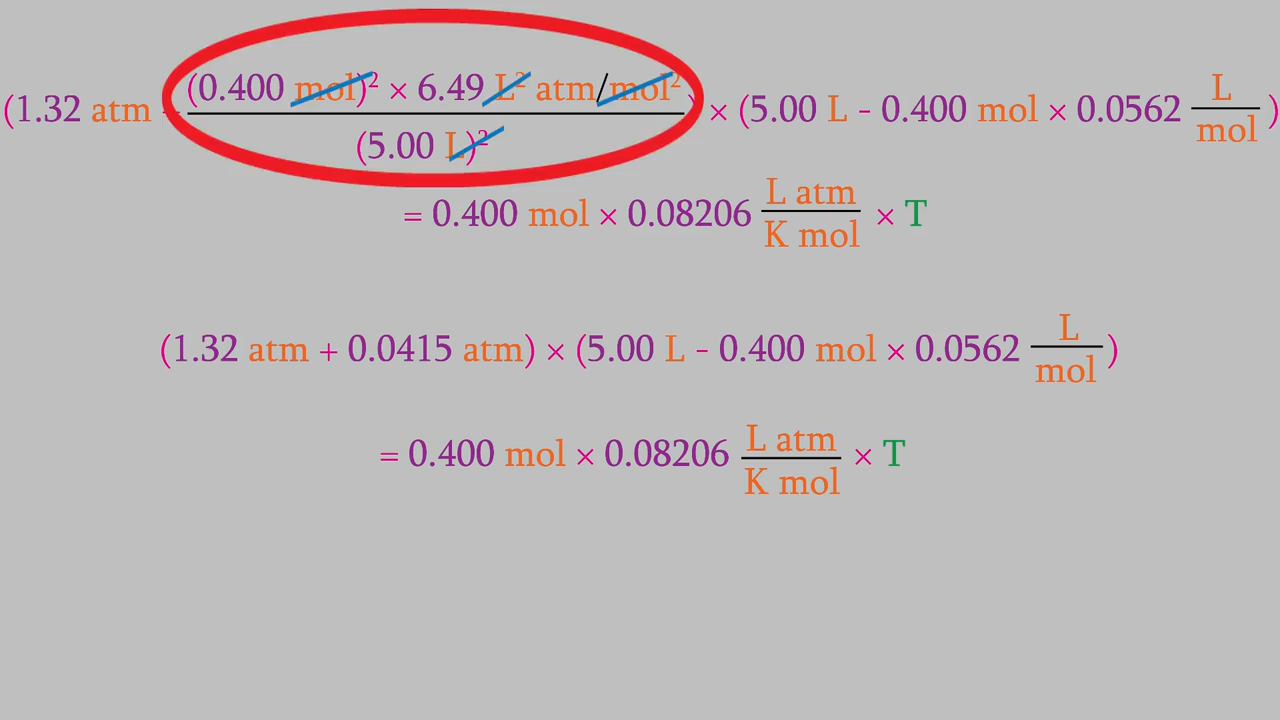 (1.32 atm + (0.400 mol)² × 6.49 L² atm/mol² / (5.00 L)² ) × (5.00 L - 0.400 mol × 0.0562 L/mol )
= 0.400 mol × 0.08206 L atm/K mol × T
(1.32 atm + 0.0415 atm) × (5.00 L - 0.400 mol × 0.0562 L/mol )
= 0.400 mol × 0.08206 L atm/K mol × T